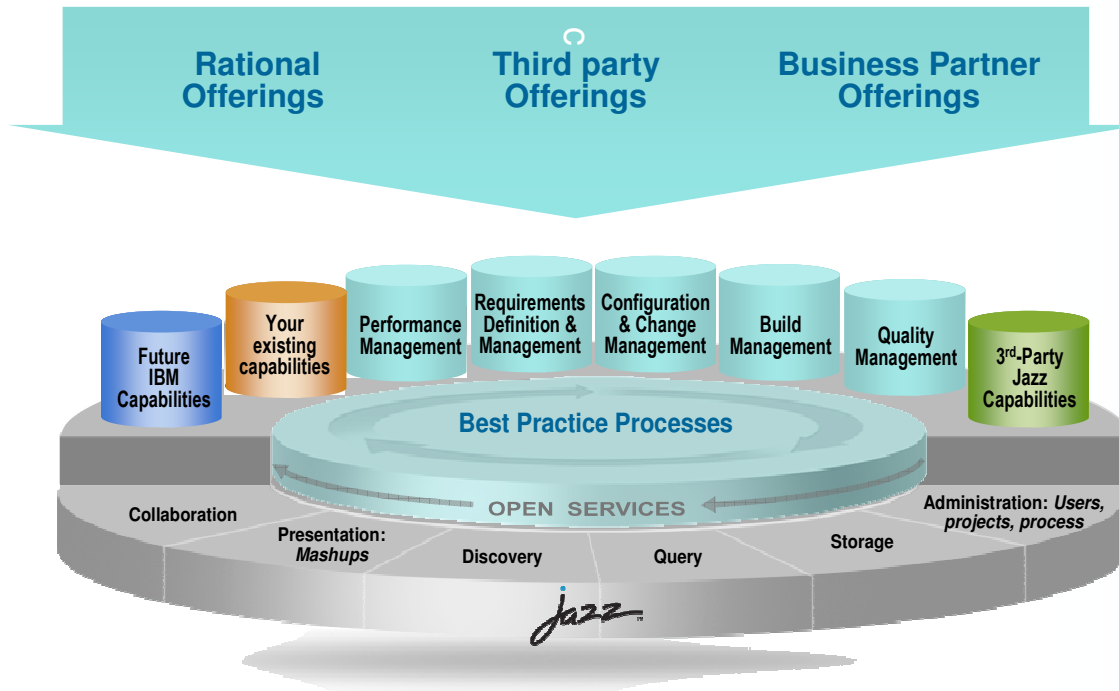 C
Rational
Offerings
Third party
Offerings
Business Partner
Offerings
Future
IBM
Capabilities
Your
existing
capabilities
Performance
Management
Requirements
Definition &
Management
Configuration
& Change
Management
Build
Management
Quality
Management
3rd-Party
Jazz
Capabilities
Best Practice Processes
OPEN SERVICES
Collaboration
Presentation:
Mashups
Discovery
Query
Storage
Administration: Users,
projects, process
jazz